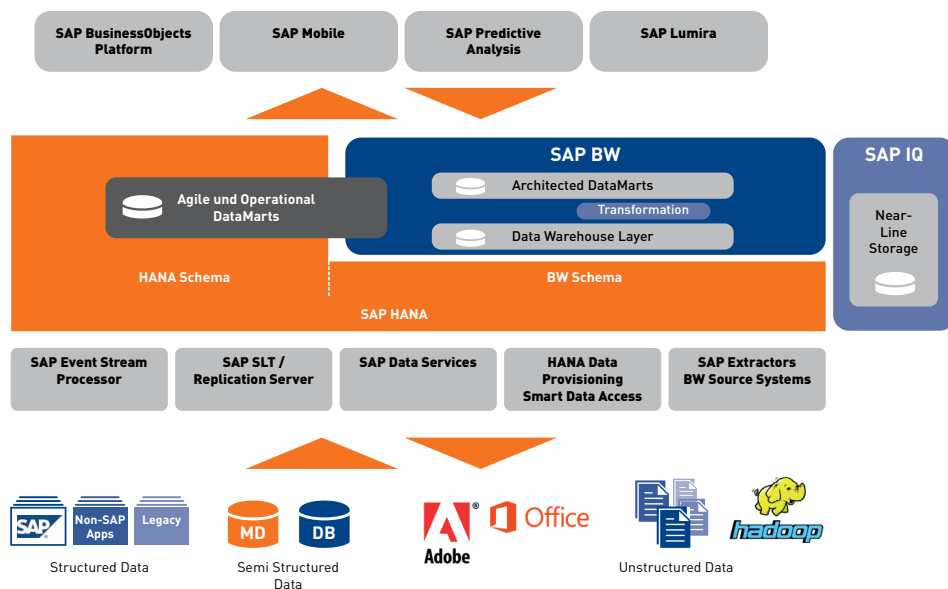 SAP BusinessObjects
Platform
SAP Mobile
SAP Predictive
Analysis
SAP Lumira
SAP BW
SAP IQ
Agile und Operational
DataMarts
Architected DataMarts
Transformation
Data Warehouse Layer
Near-
Line
Storage
HANA Schema
BW Schema
SAP HANA
SAP Event Stream
Processor
SAP SLT /
Replication Server
SAP Data Services
HANA Data
Provisioning
Smart Data Access
SAP Extractors
BW Source Systems
SAP
Non-SAP
Apps
Legacy
MD
DB
Adobe
®
Office
hadoop
Structured Data
Semi Structured
Data
Unstructured Data